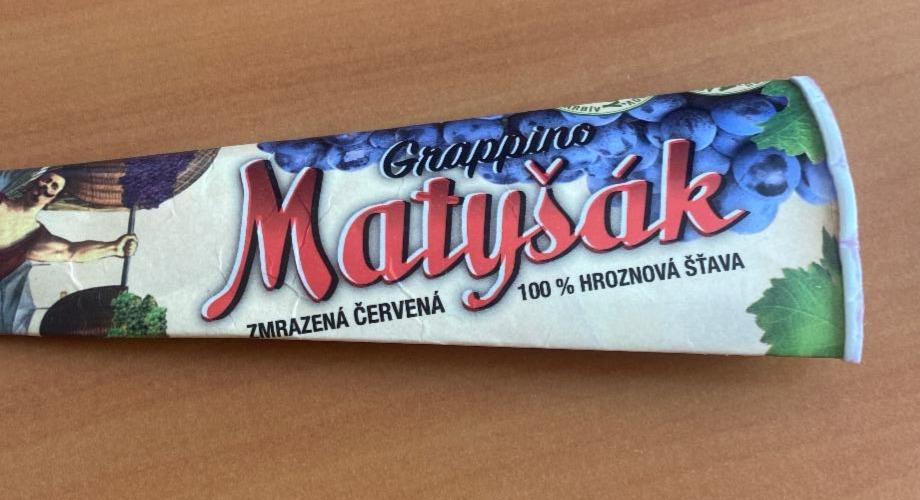 Grappino
Matyšák
ZMRAZENÁ ČERVENÁ
100 % HROZNOVÁ ŠŤAVA